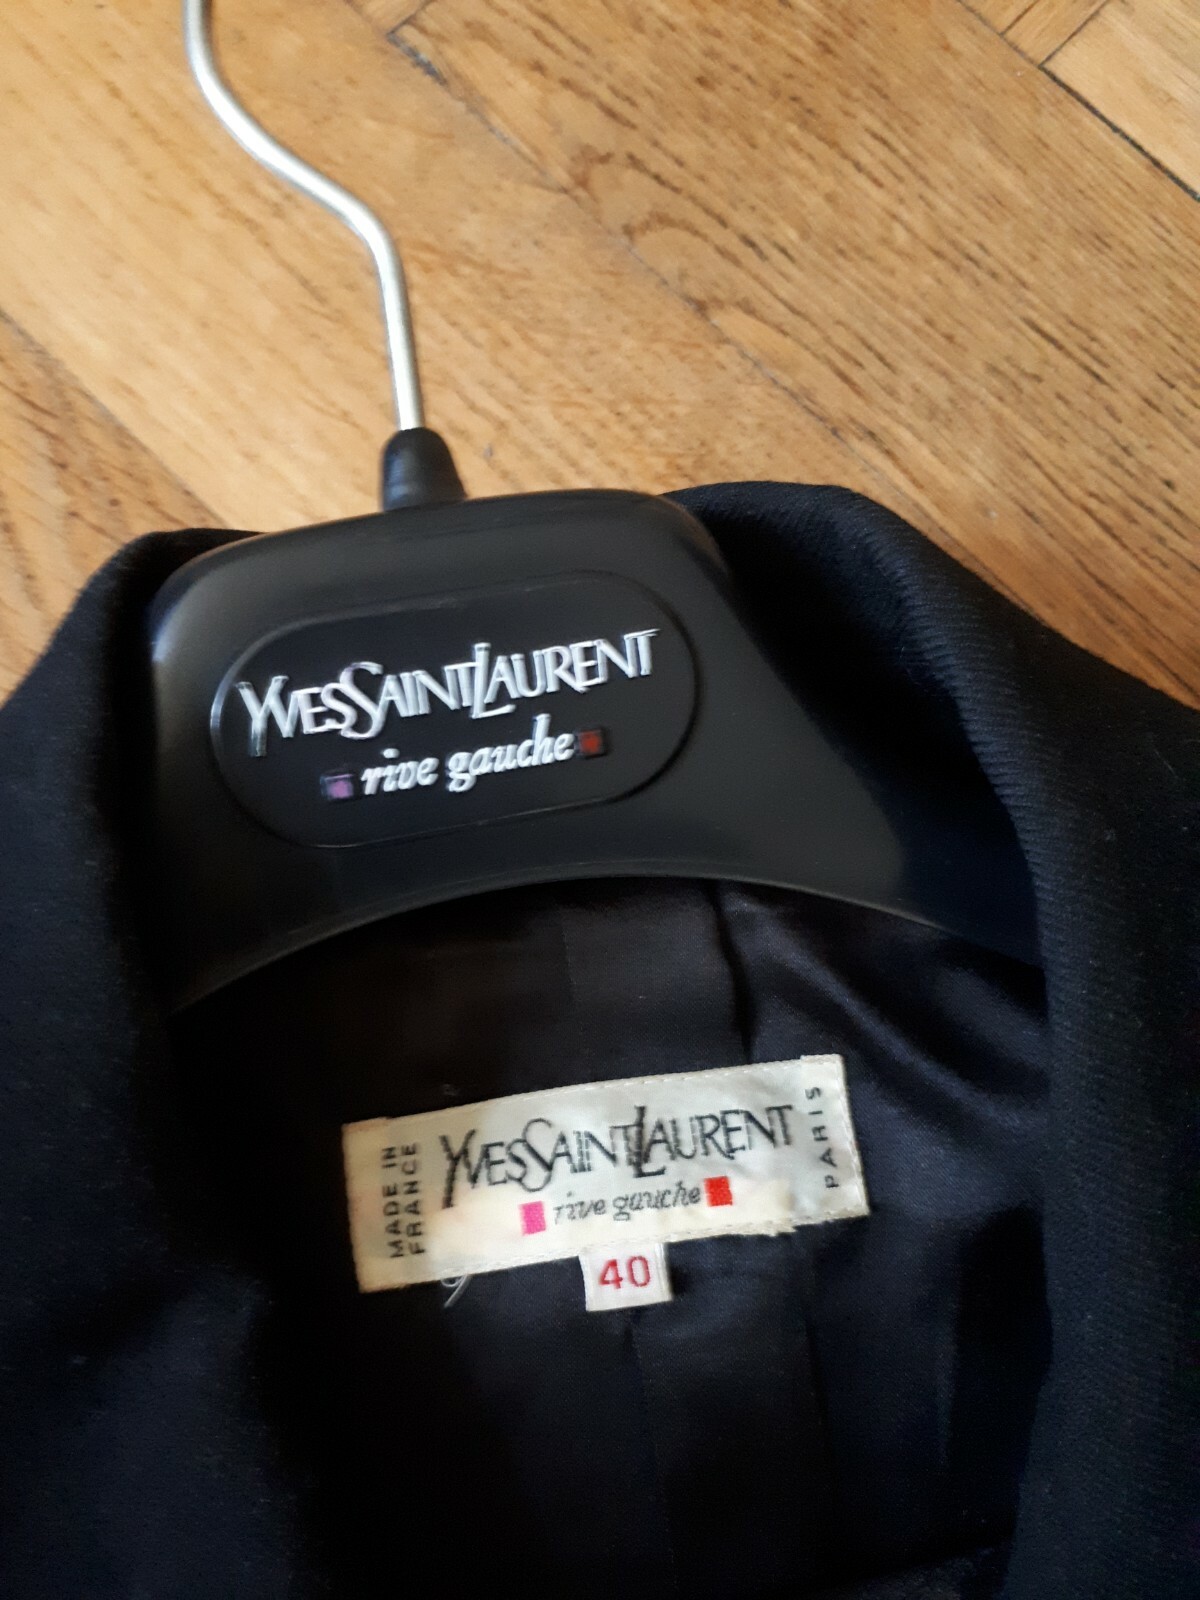 YVESSAINTLAURENT
rive gauche
MADE IN
FRANCE
YVESSAINTLAURENT
rive gauche
PARIS
40